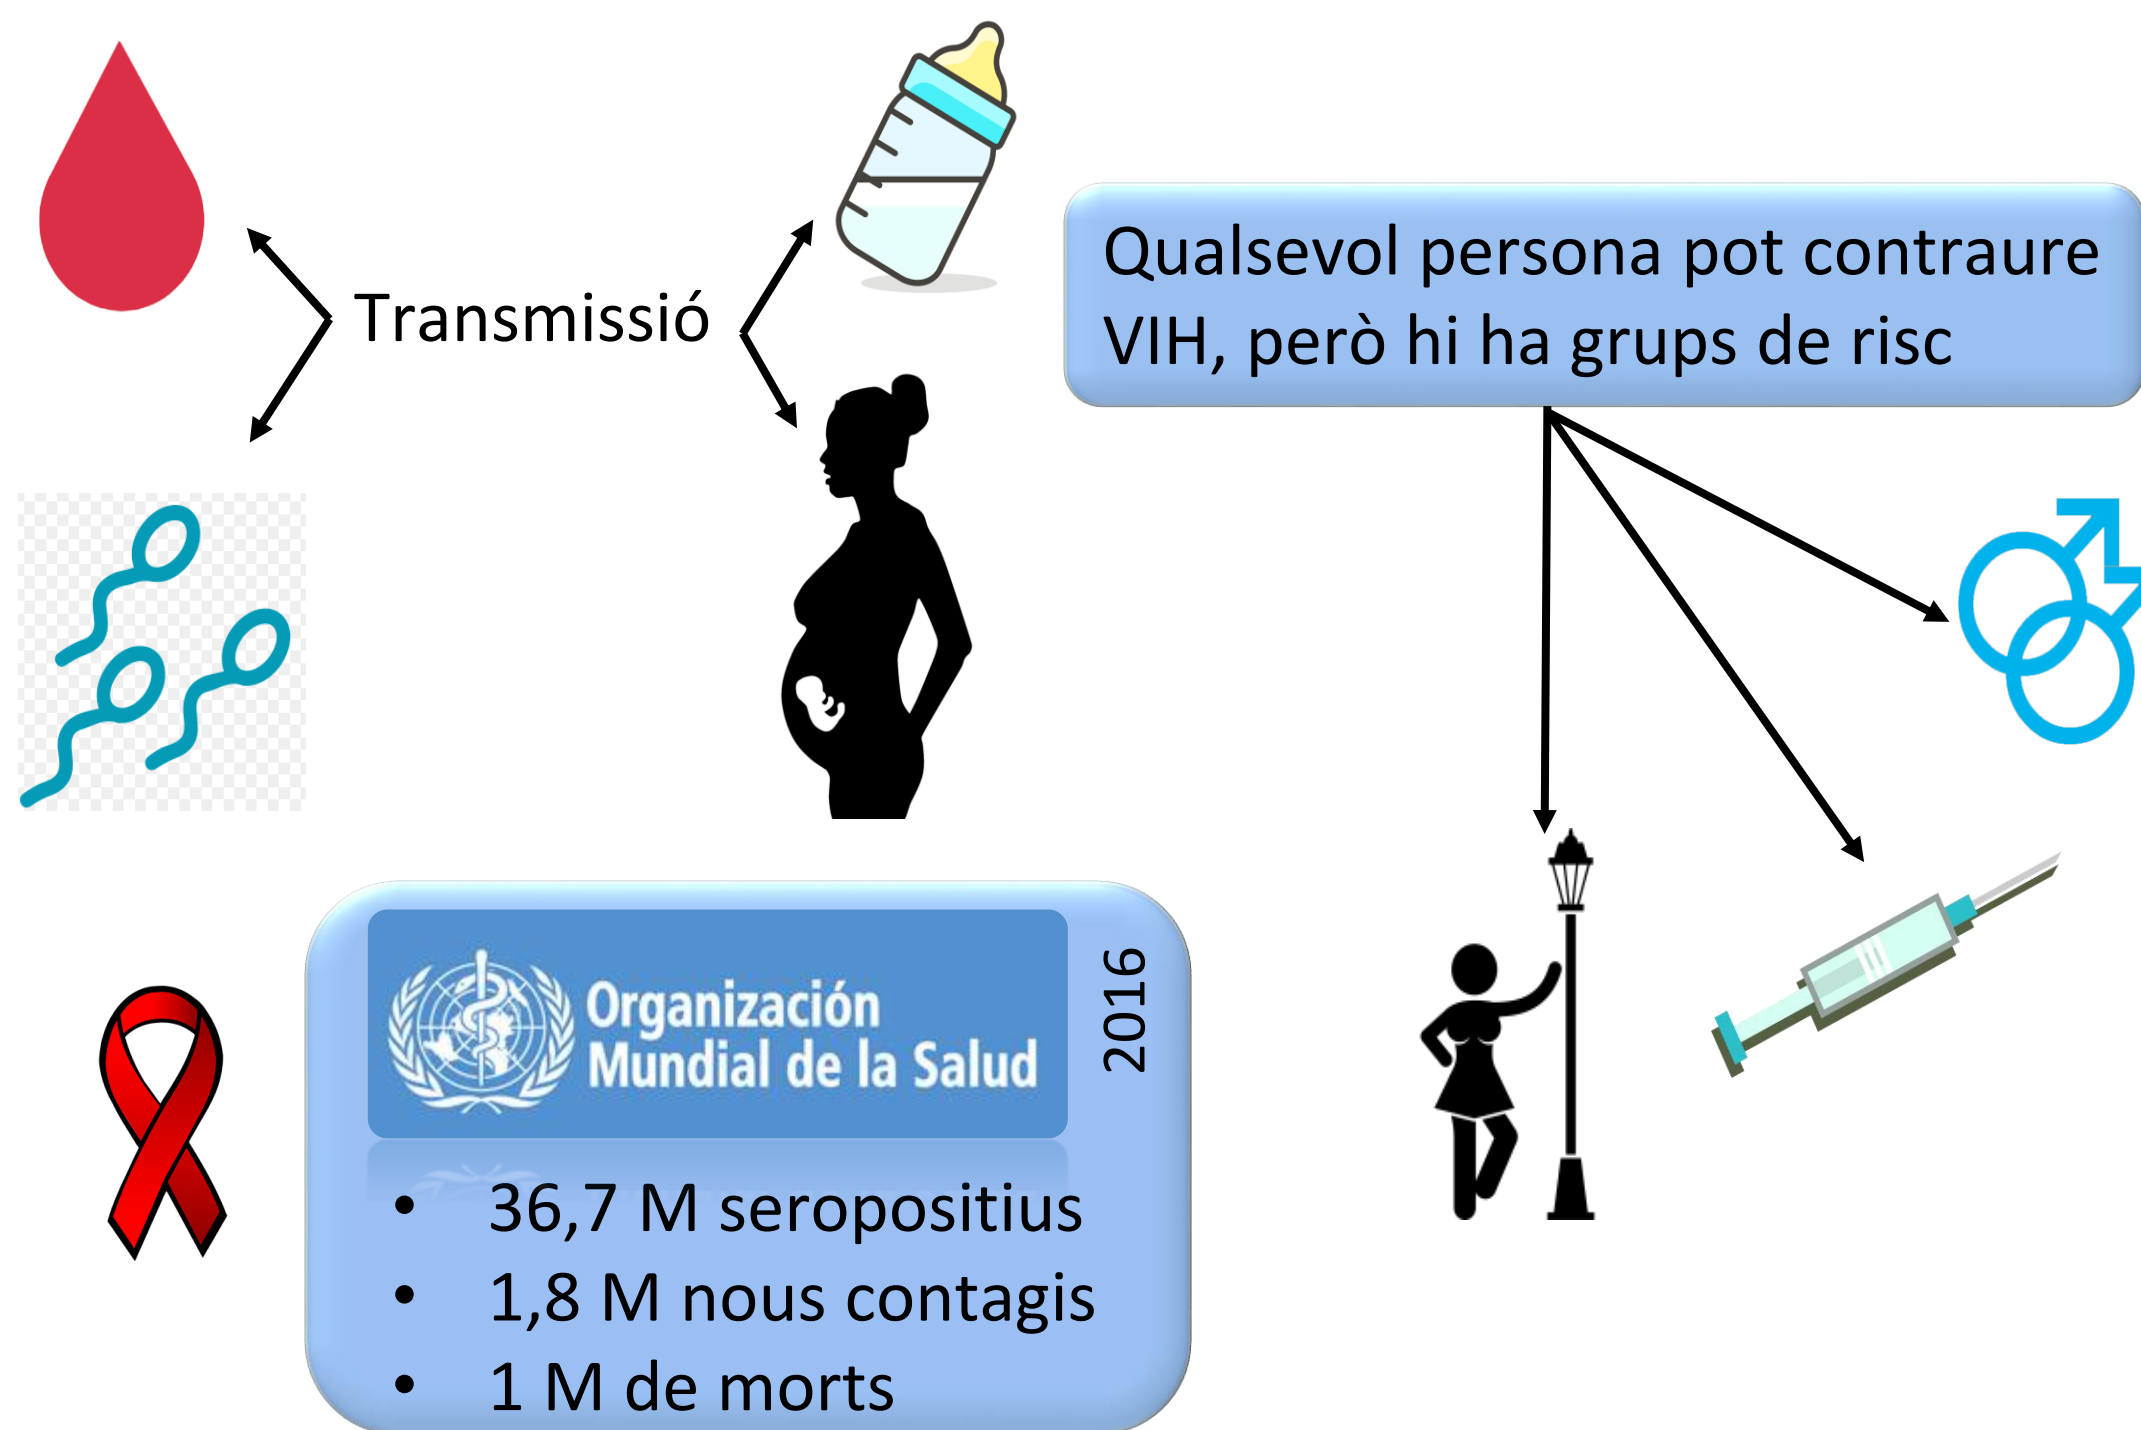 Transmissió
Qualsevol persona pot contraure
VIH, però hi ha grups de risc
Organización
Mundial de la Salud
2016
• 36,7 M seropositius
• 1,8 M nous contagis
• 1 M de morts